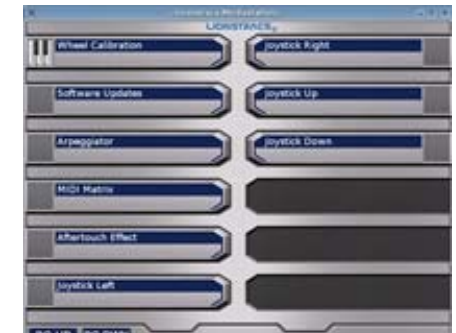 LIONSTRACS
Wheel Calibration
Joystick Right
Software Updates
Joystick Up
Arpeggiator
Joystick Down
MIDI Matrix
Aftertouch Effect
Joystick Left